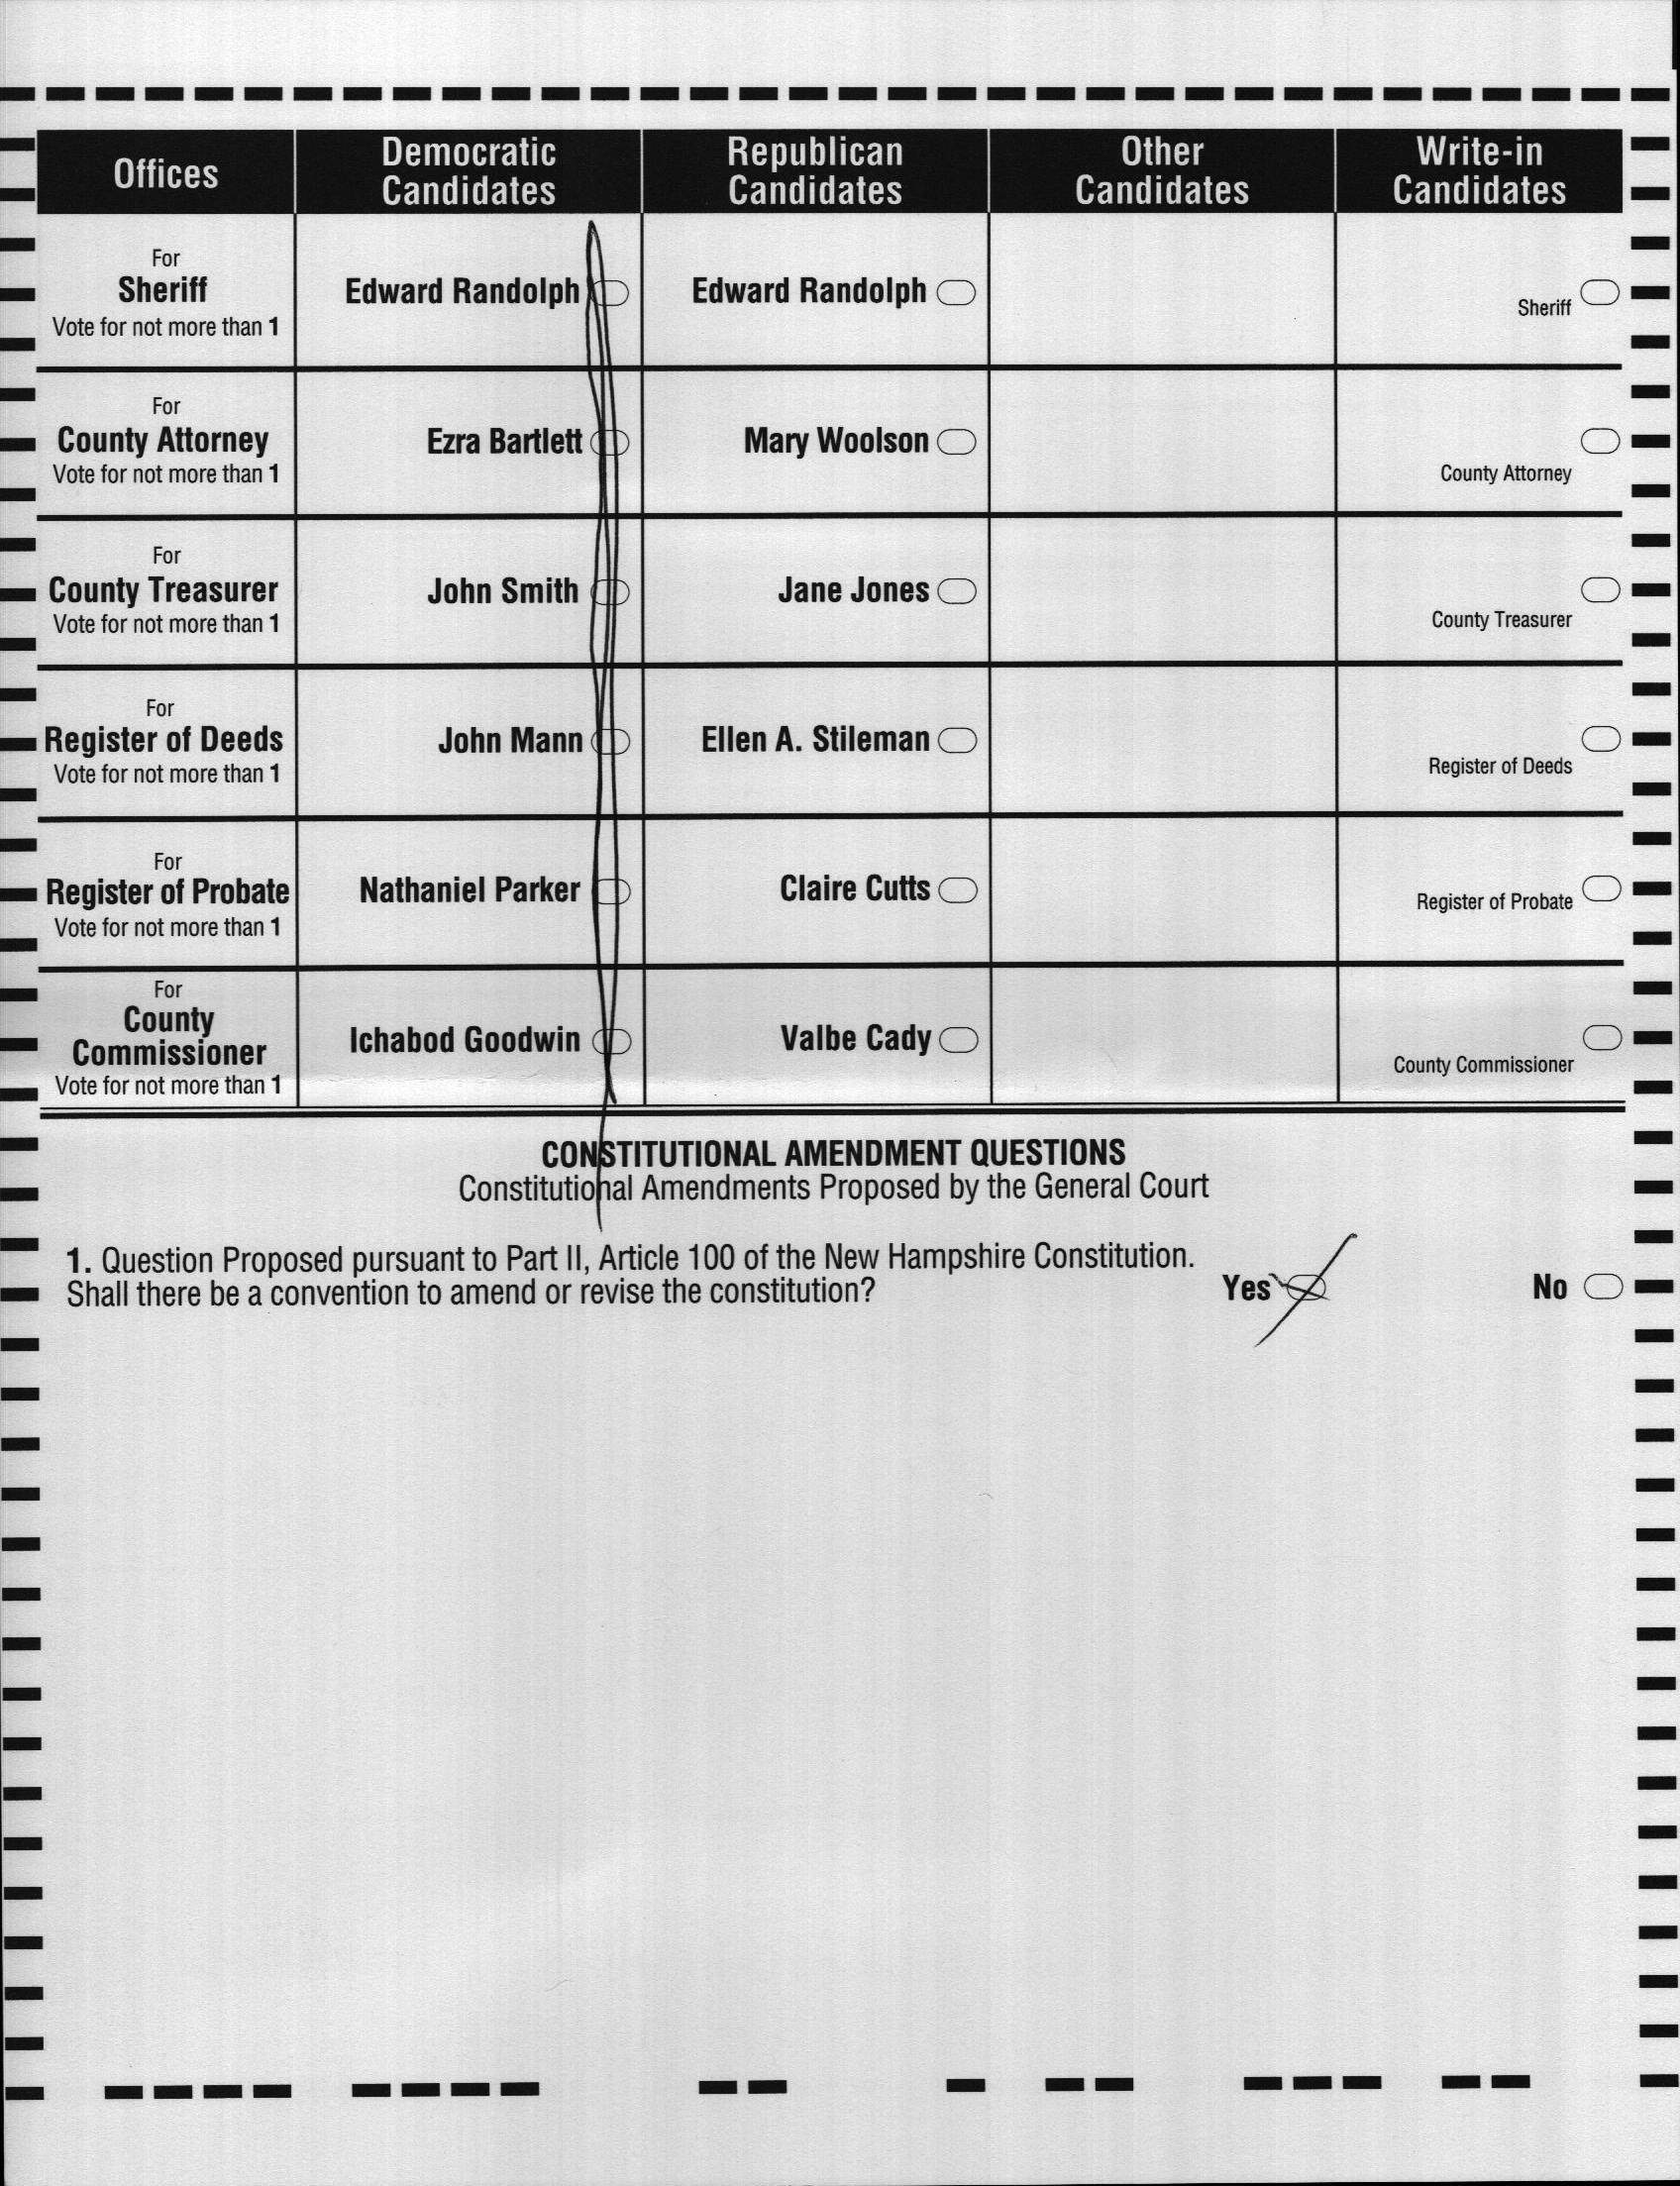 Offices
Democratic Candidates
Republican Candidates
Other Candidates
Write-in Candidates
For
Sheriff
Vote for not more than 1
Edward Randolph
Edward Randolph
Sheriff
For
County Attorney
Vote for not more than 1
Ezra Bartlett
Mary Woolson
County Attorney
For
County Treasurer
Vote for not more than 1
John Smith
Jane Jones
County Treasurer
For
Register of Deeds
Vote for not more than 1
John Mann
Ellen A. Stileman
Register of Deeds
For
Register of Probate
Vote for not more than 1
Nathaniel Parker
Claire Cutts
Register of Probate
For
County
Commissioner
Vote for not more than 1
Ichabod Goodwin
Valbe Cady
County Commissioner
CONSTITUTIONAL AMENDMENT QUESTIONS
Constitutional Amendments Proposed by the General Court
1. Question Proposed pursuant to Part II, Article 100 of the New Hampshire Constitution.
Shall there be a convention to amend or revise the constitution?
Yes
No